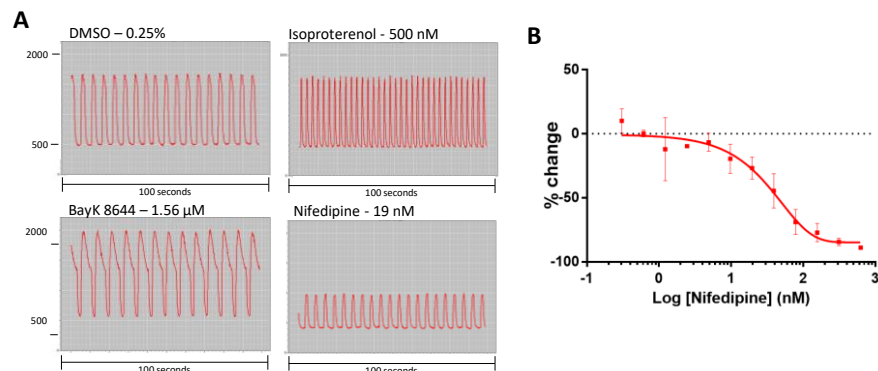 A
DMSO – 0.25%
2000
500
100 seconds
Isoproterenol - 500 nM
100 seconds
BayK 8644 – 1.56 µM
2000
500
100 seconds
Nifedipine - 19 nM
100 seconds
B
% change
50
0
-50
-100
-1
0
1
2
3
Log [Nifedipine] (nM)